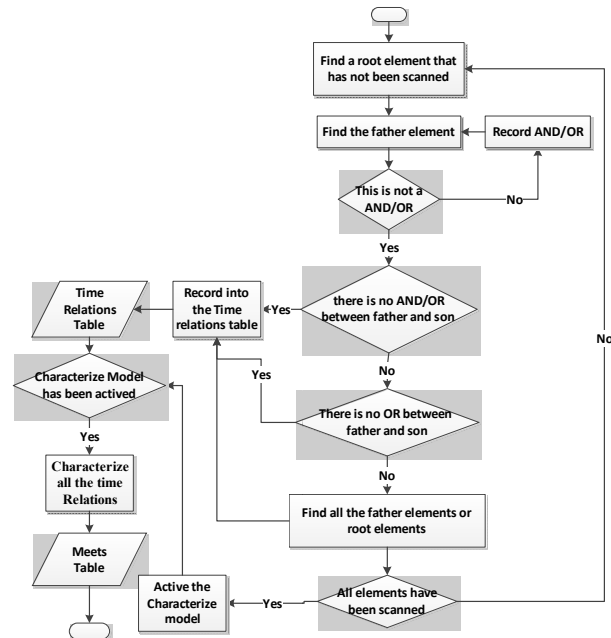 Find a root element that
has not been scanned
Find the father element
Record AND/OR
This is not a
AND/OR
No
Yes
Time
Relations
Table
Record into
the Time
relations table
Yes
there is no AND/OR
between father and son
No
Characterize Model
has been actived
Yes
No
There is no OR between
father and son
Yes
No
Characterize
all the time
Relations
Find all the father elements or
root elements
Meets
Table
Active the
Characterize
model
Yes
All elements have
been scanned